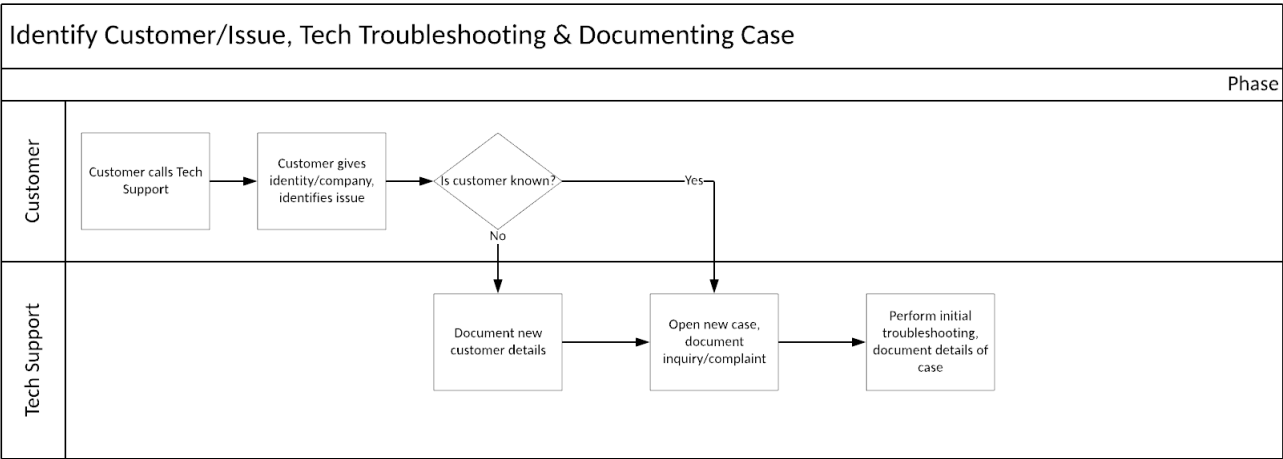 Identify Customer/Issue, Tech Troubleshooting & Documenting Case
Phase
Customer
Customer calls Tech
Support
Customer gives
identity/company,
identifies issue
Is customer known?
Yes
No
Tech Support
Document new
customer details
Open new case,
document
inquiry/complaint
Perform initial
troubleshooting,
document details of
case